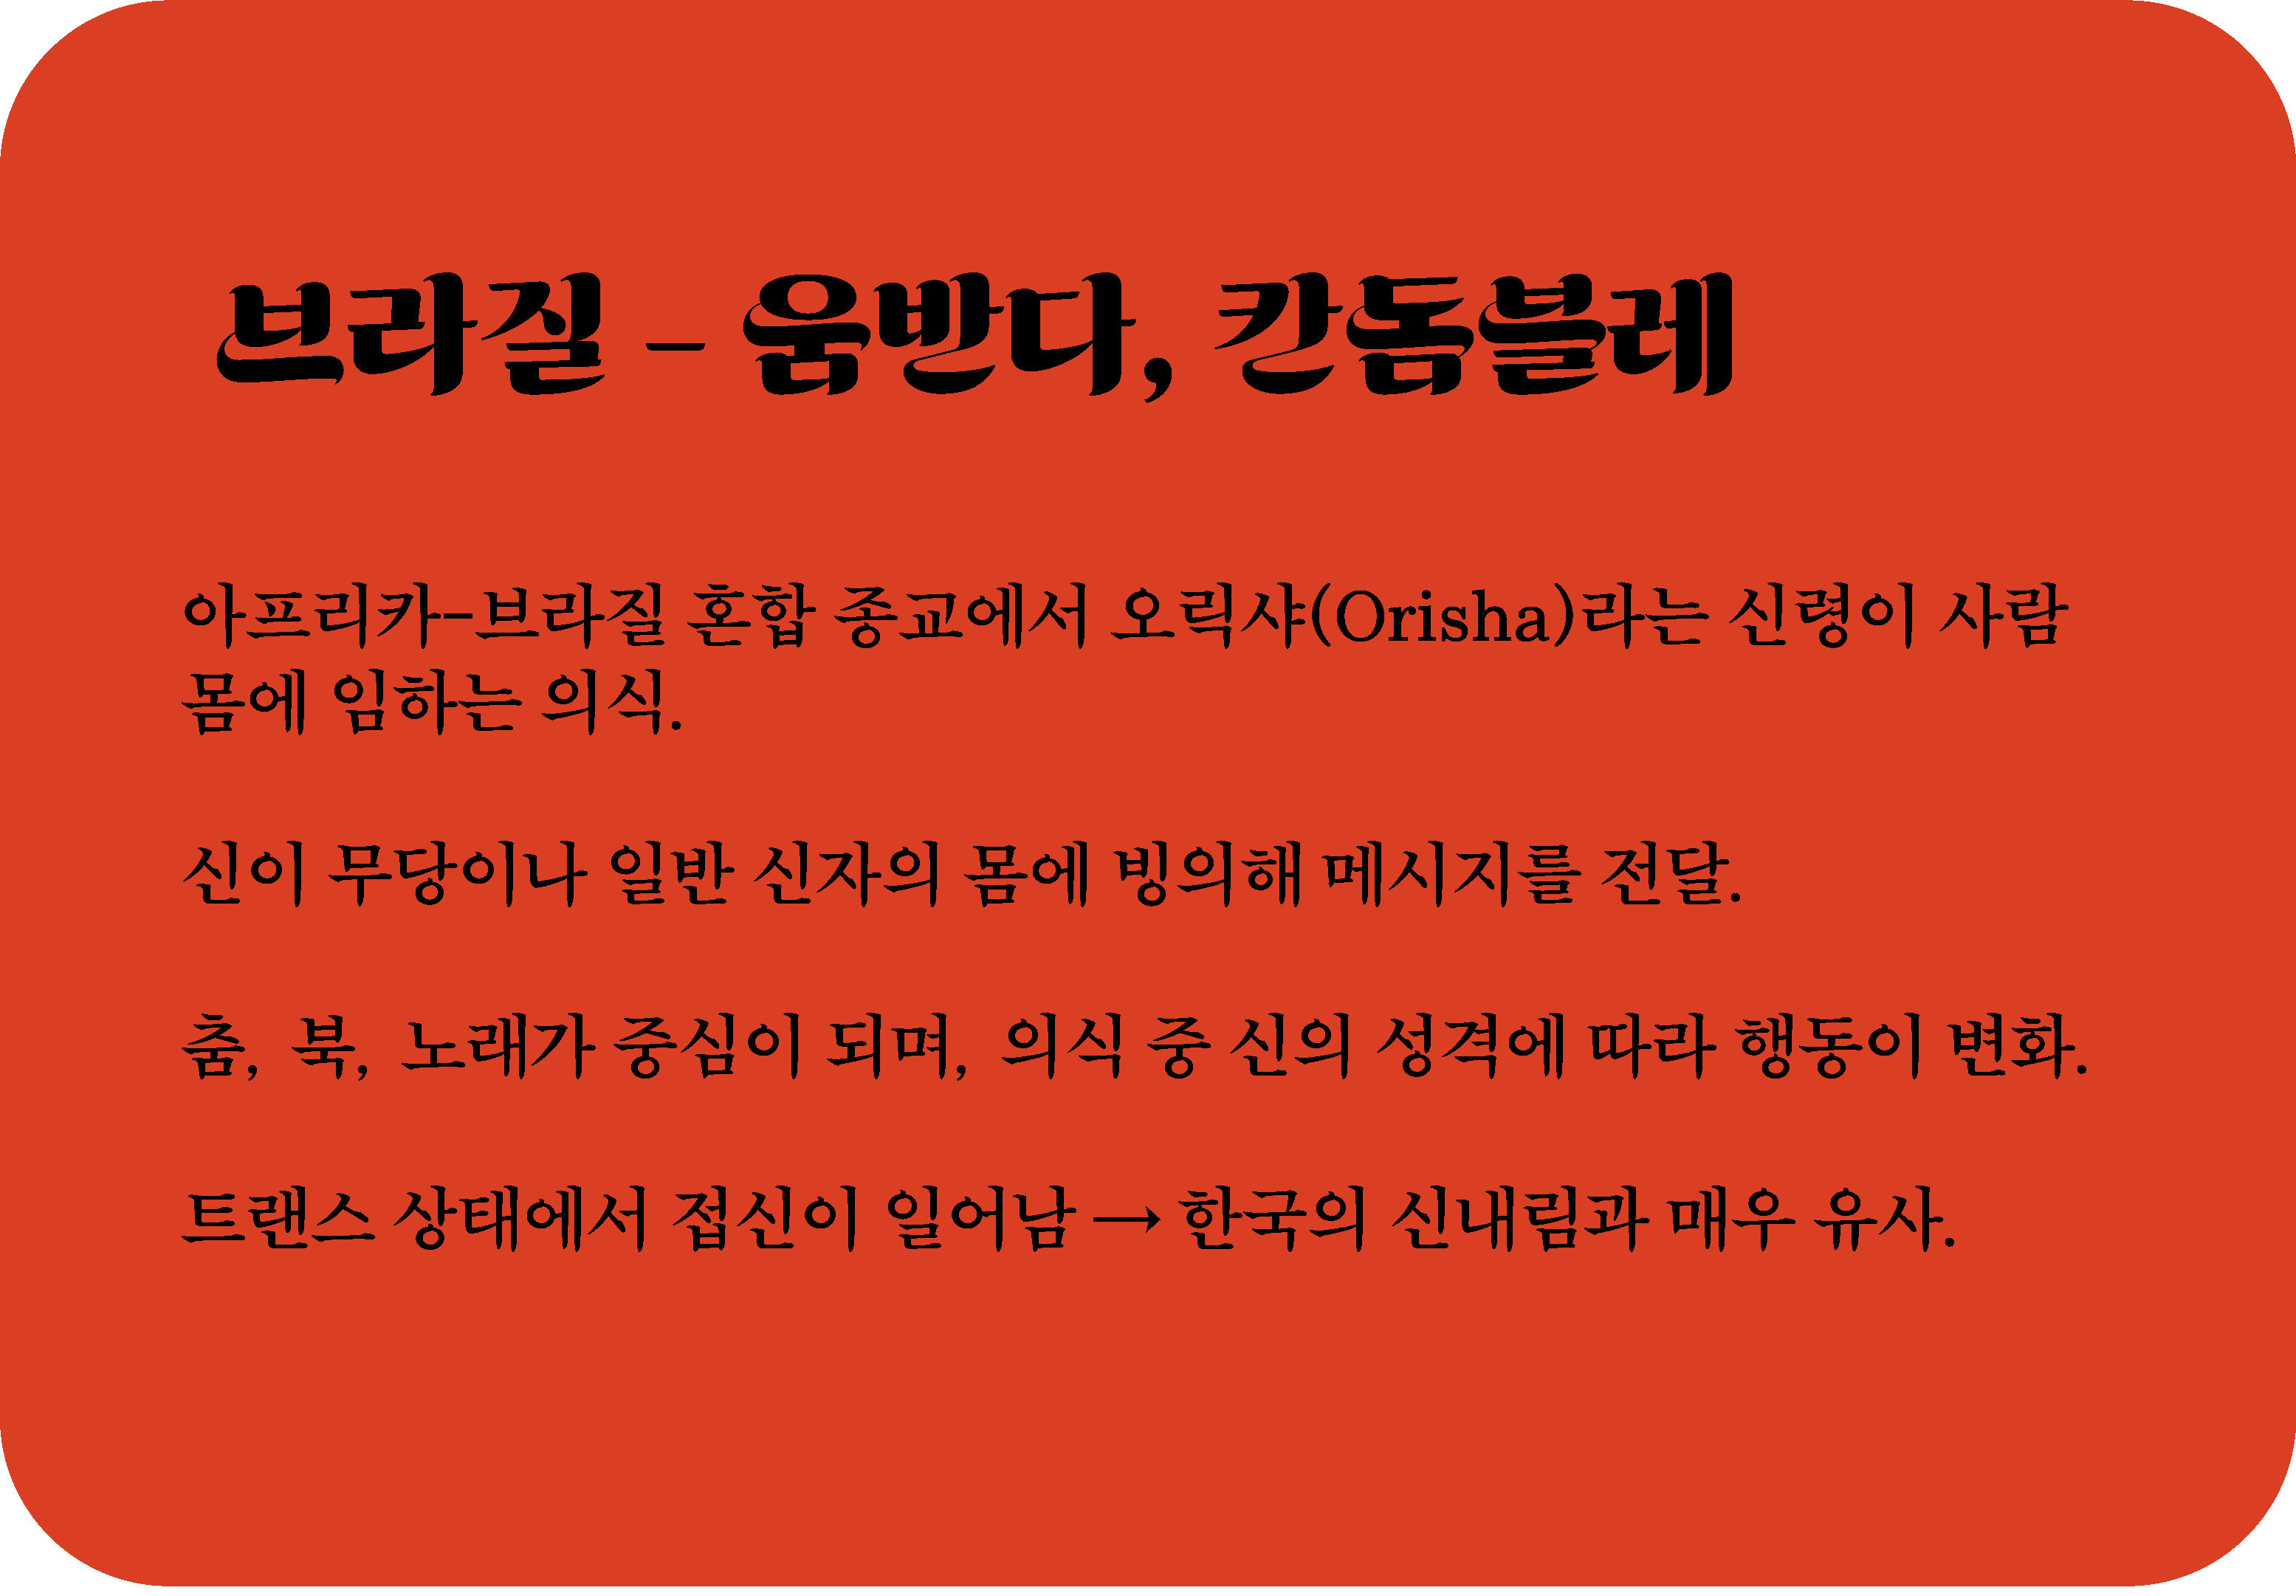 브라질 – 움반다, 칸돔블레
아프리카-브라질 혼합 종교에서 오릭샤(Orisha)라는 신령이 사람
몸에 임하는 의식.
신이 무당이나 일반 신자의 몸에 빙의해 메시지를 전달.
춤, 북, 노래가 중심이 되며, 의식 중 신의 성격에 따라 행동이 변화.
트랜스 상태에서 접신이 일어남 → 한국의 신내림과 매우 유사.